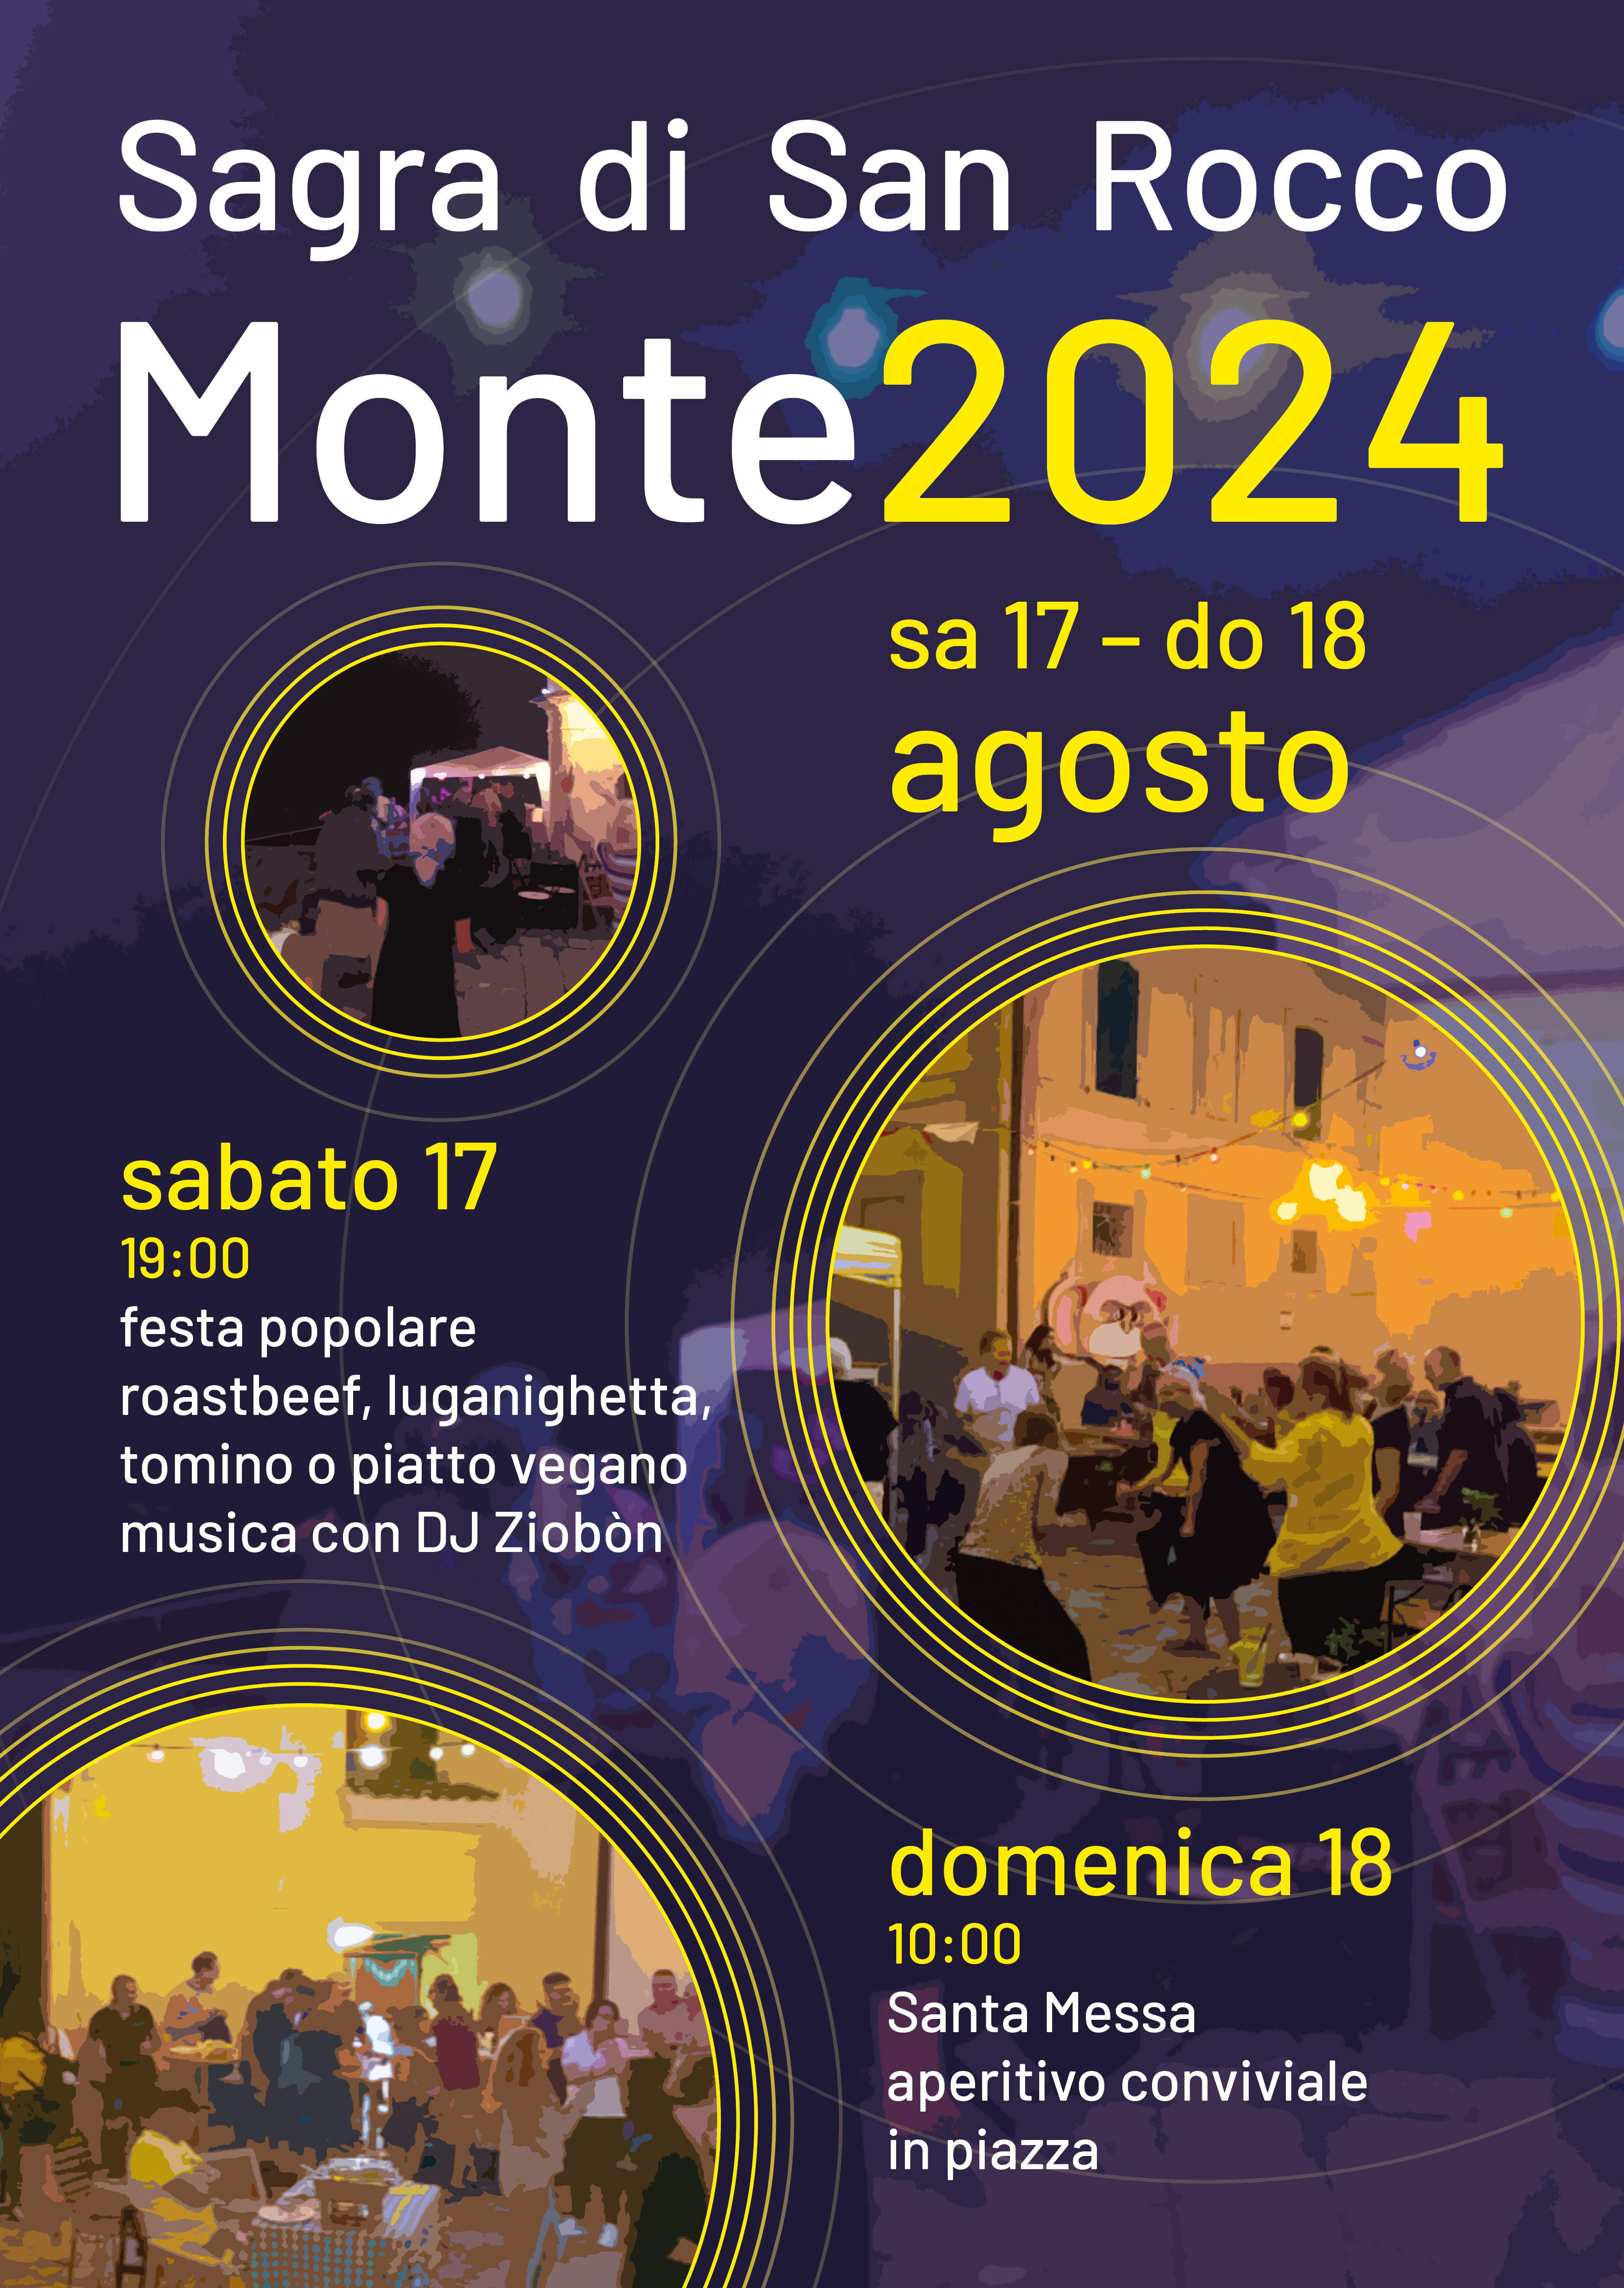 Sagra di San Rocco
Monte2024
sa 17 – do 18
agosto
sabato 17
19:00
festa popolare
roastbeef, luganighetta,
tomino o piatto vegano
musica con DJ Ziobòn
domenica 18
10:00
Santa Messa
aperitivo conviviale
in piazza